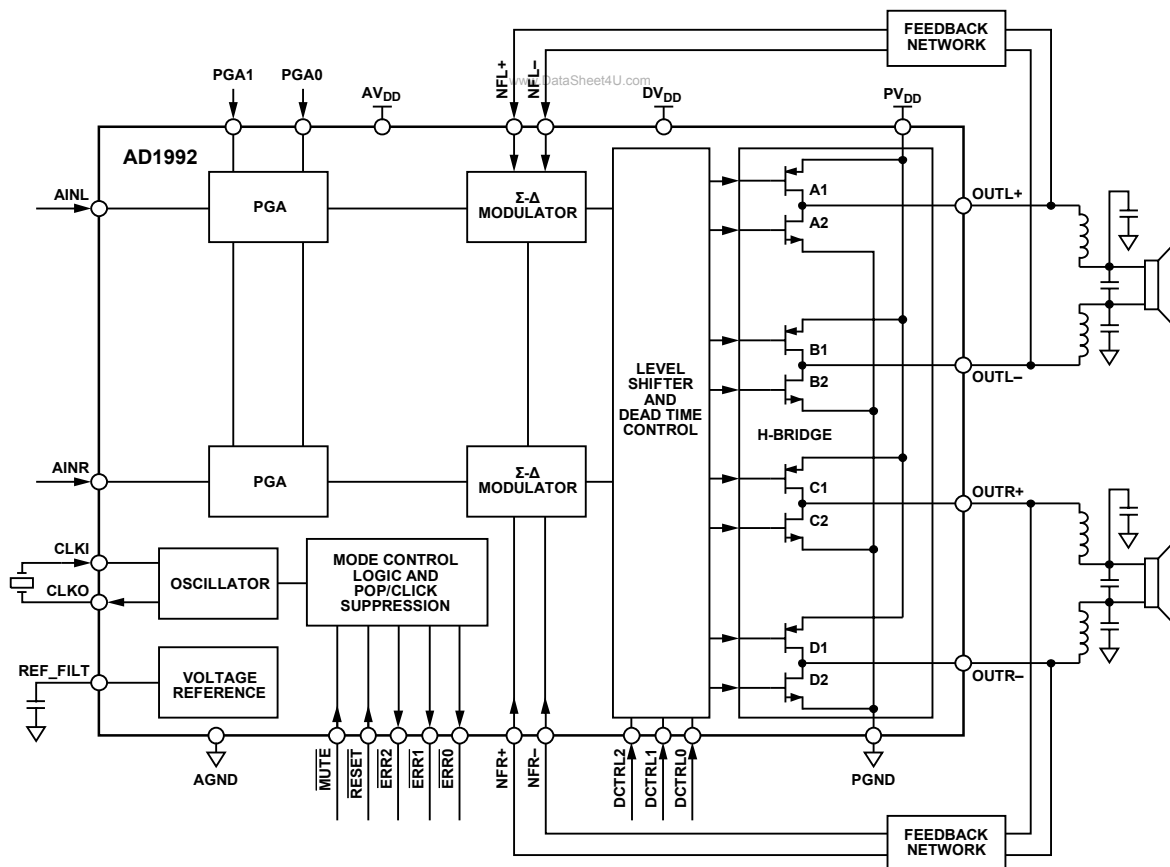 FEEDBACK
NETWORK
PGA1
PGA0
AVDD
NFL+
NFL–
www.DataSheet4U.com
DVDD
PVDD
AD1992
AINL
PGA
Σ-Δ
MODULATOR
A1
A2
OUTL+
B1
B2
OUTL–
LEVEL
SHIFTER
AND
DEAD TIME
CONTROL
H-BRIDGE
AINR
PGA
Σ-Δ
MODULATOR
C1
C2
OUTR+
CLKI
CLKO
OSCILLATOR
MODE CONTROL
LOGIC AND
POP/CLICK
SUPPRESSION
REF_FILT
VOLTAGE
REFERENCE
D1
D2
OUTR–
AGND
MUTE
RESET
ERR2
ERR1
ERR0
NFR+
NFR–
DCTRL2
DCTRL1
DCTRL0
PGND
FEEDBACK
NETWORK